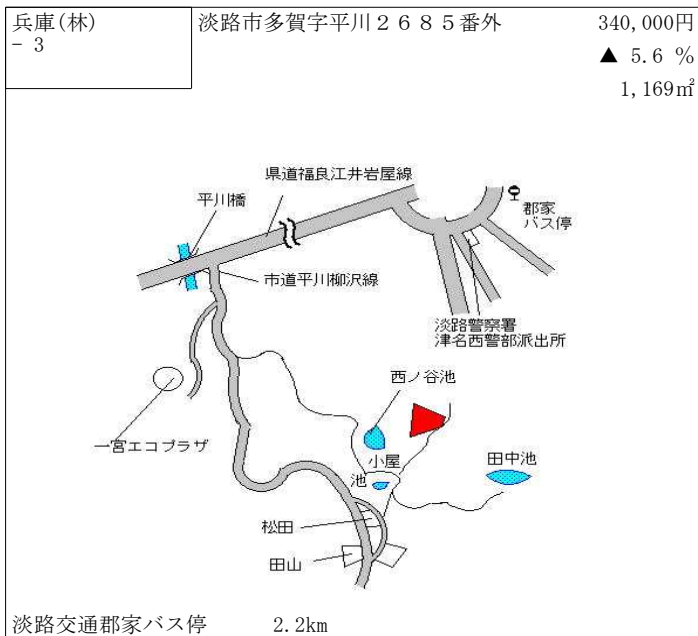 兵庫(林)
- 3
淡路市多賀字平川２６８５番外
340,000円
▲ 5.6 %
1,169㎡
県道福良江井岩屋線
平川橋
郡家
バス停
市道平川柳沢線
淡路警察署
津名西警部派出所
西ノ谷池
一宮エコプラザ
小屋
田中池
池
松田
田山
淡路交通郡家バス停 2.2km